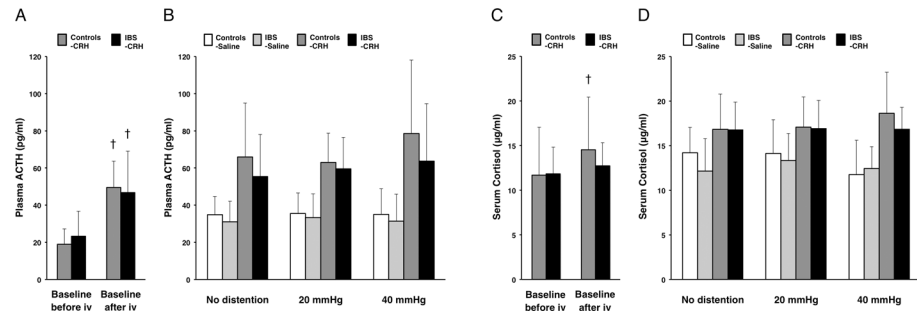 A
Controls -CRH
IBS -CRH
Plasma ACTH (pg/ml)
120
100
80
60
40
20
0
†
†
Baseline before iv
Baseline after iv
B
Controls -Saline
IBS -Saline
Controls -CRH
IBS -CRH
Plasma ACTH (pg/ml)
120
100
80
60
40
20
0
No distention
20 mmHg
40 mmHg
C
Controls -CRH
IBS -CRH
Serum Cortisol (µg/ml)
25
20
15
10
5
0
†
Baseline before iv
Baseline after iv
D
Controls -Saline
IBS -Saline
Controls -CRH
IBS -CRH
Serum Cortisol (µg/ml)
25
20
15
10
5
0
No distention
20 mmHg
40 mmHg